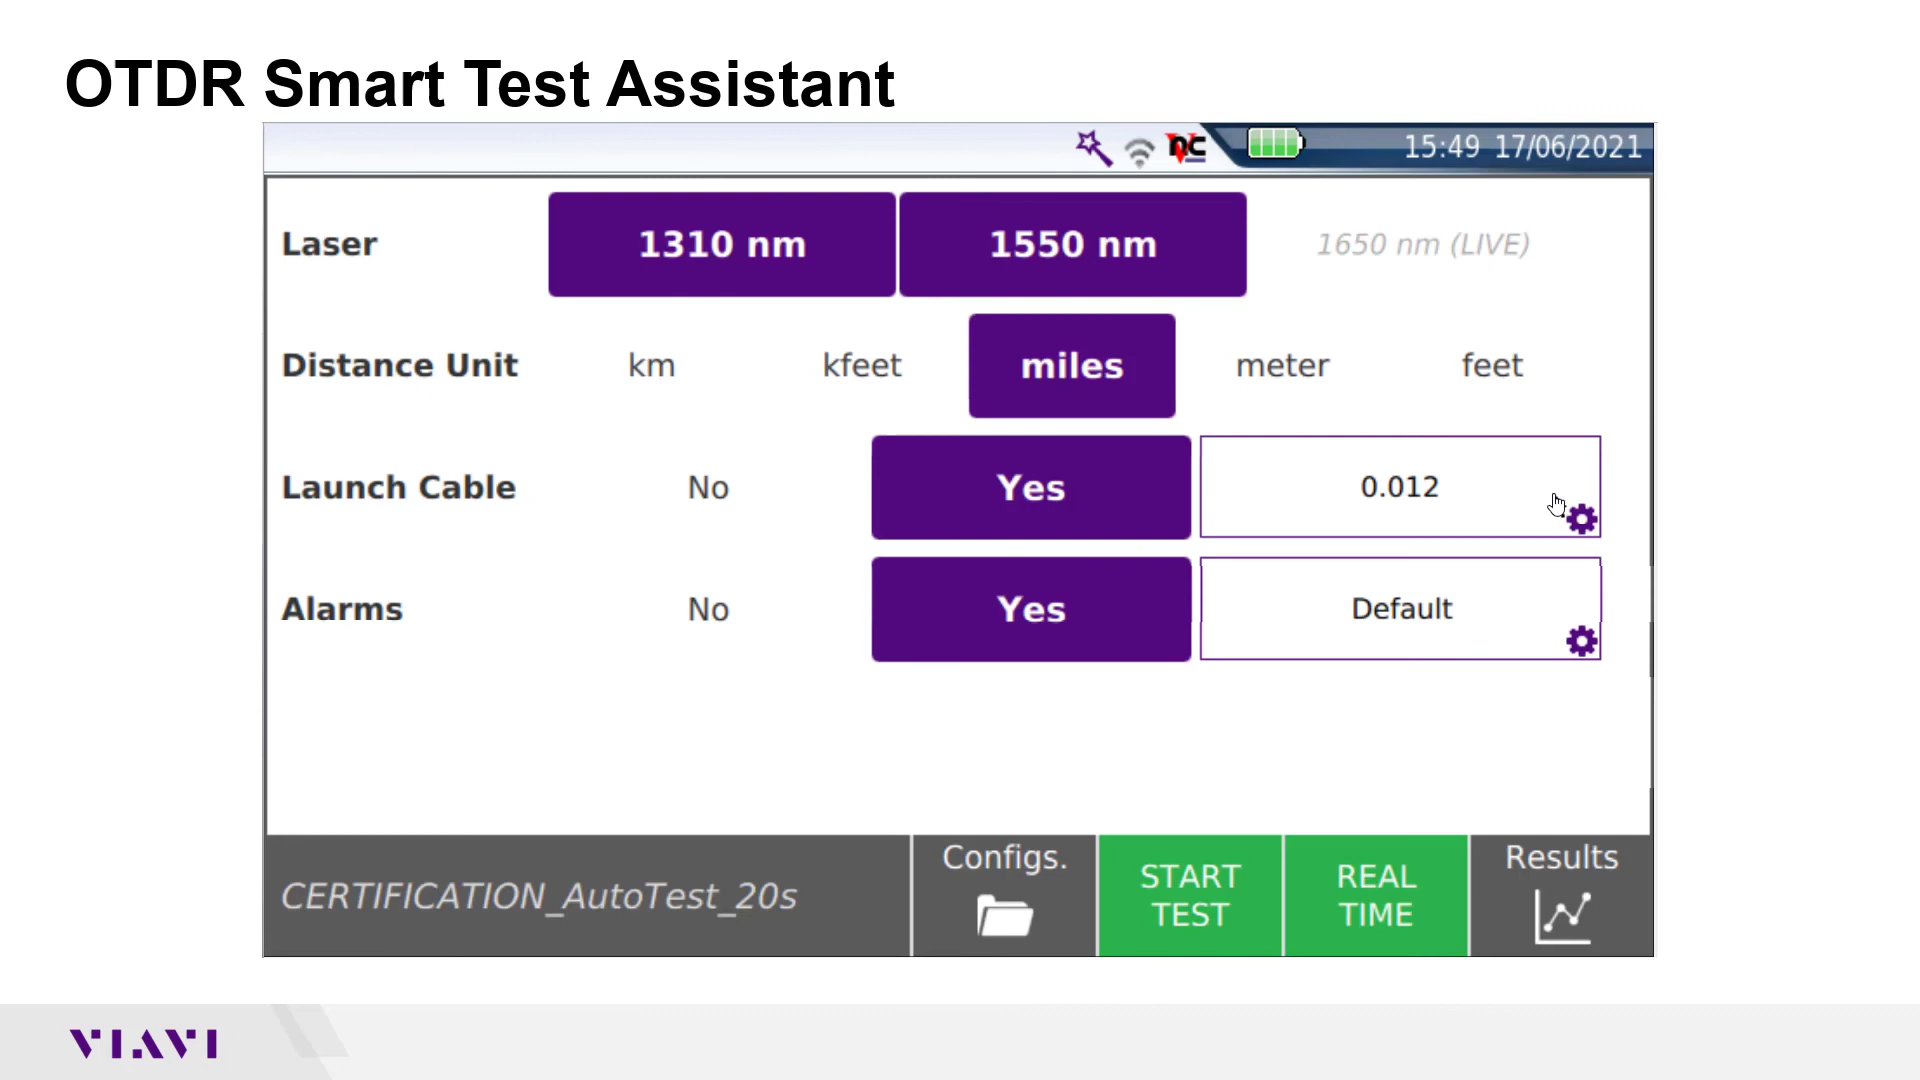 OTDR Smart Test Assistant
15:49 17/06/2021
Laser 1310 nm 1550 nm 1650 nm (LIVE)
Distance Unit km kfeet miles meter feet
Launch Cable No Yes 0.012
Alarms No Yes Default
CERTIFICATION_AutoTest_20s
Configs.
START
TEST
REAL
TIME
Results
VIAVI